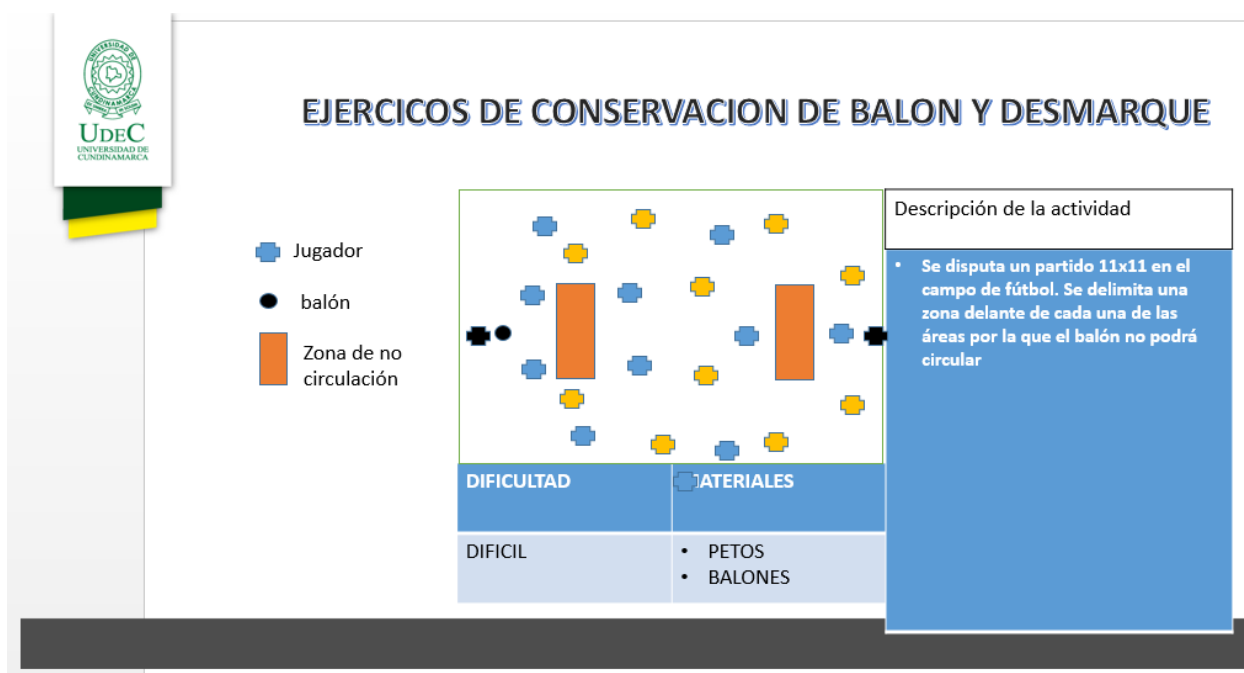 UNIVERSIDAD DE
CUNDINAMARCA
UDEC
UNIVERSIDAD DE
CUNDINAMARCA
EJERCICOS DE CONSERVACION DE BALON Y DESMARQUE
Jugador
balón
Zona de no
circulación
Descripción de la actividad
• Se disputa un partido 11x11 en el
campo de fútbol. Se delimita una
zona delante de cada una de las
áreas por la que el balón no podrá
circular
DIFICULTAD
ATERIALES
DIFICIL
• PETOS
• BALONES